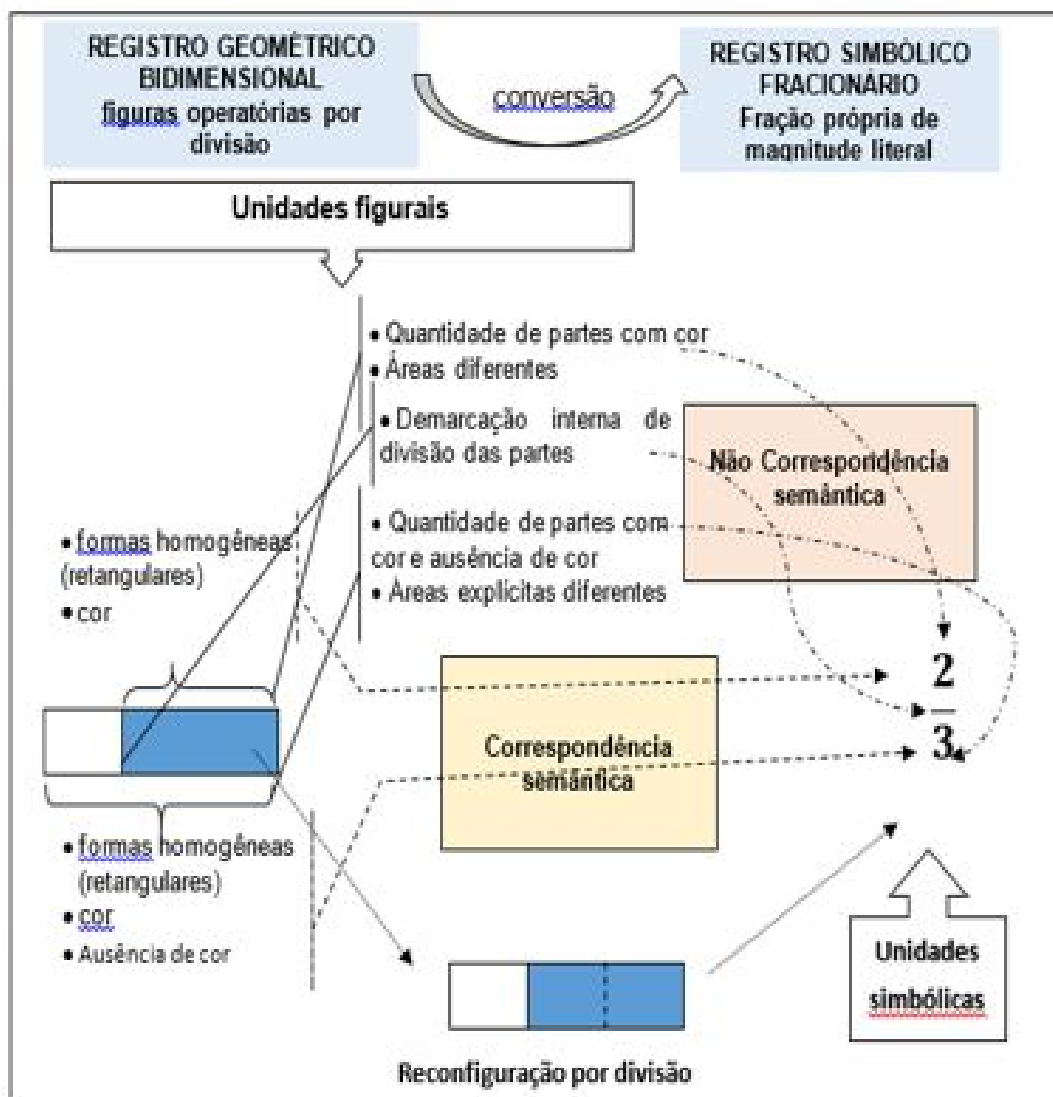 REGISTRO GEOMÉTRICO
BIDIMENSIONAL
figuras operatórias por
divisão
conversão
REGISTRO SIMBÓLICO
FRACIONÁRIO
Fração própria de
magnitude literal
Unidades figurais
• Quantidade de partes com cor
• Áreas diferentes
• Demarcação interna de
divisão das partes
• Quantidade de partes com
cor e ausência de cor
• Áreas explícitas diferentes
Não Correspondência
semântica
• formas homogêneas
(retangulares)
• cor
2
3
Correspondência
semântica
• formas homogêneas
(retangulares)
• cor
• Ausência de cor
Unidades
simbólicas
Reconfiguração por divisão